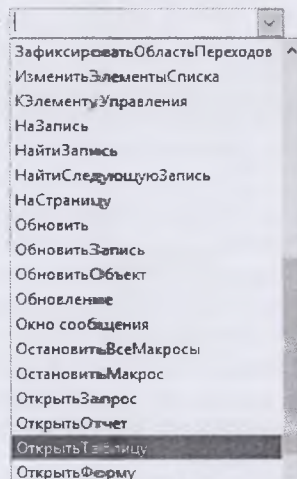 ЗафиксироватьОбластьПереходов
ИзменитьЭлементыСписка
КЭлементуУправления
НаЗапись
НайтиЗапись
НайтиСледующуюЗапись
НаСтраницу
Обновить
ОбновитьЗапись
ОбновитьОбъект
Обновление
Окно сообщения
ОстановитьВсеМакросы
ОстановитьМакрос
ОткрытьЗапрос
ОткрытьОтчет
ОткрытьТаблицу
ОткрытьФорму